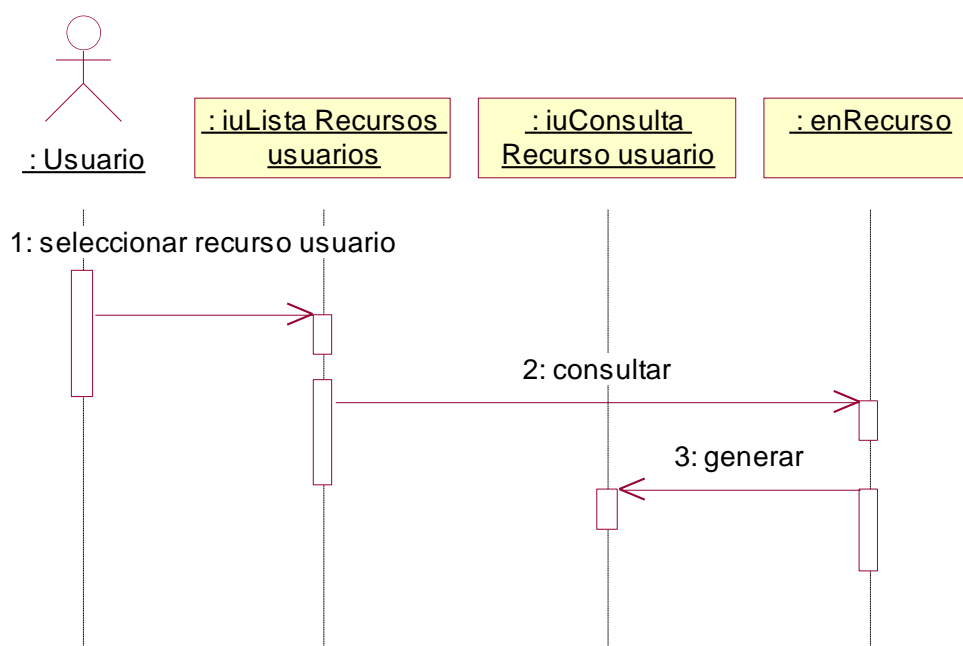 : Usuario
: iuLista Recursos
usuarios
: iuConsulta
Recurso usuario
: enRecurso
1: seleccionar recurso usuario
2: consultar
3: generar